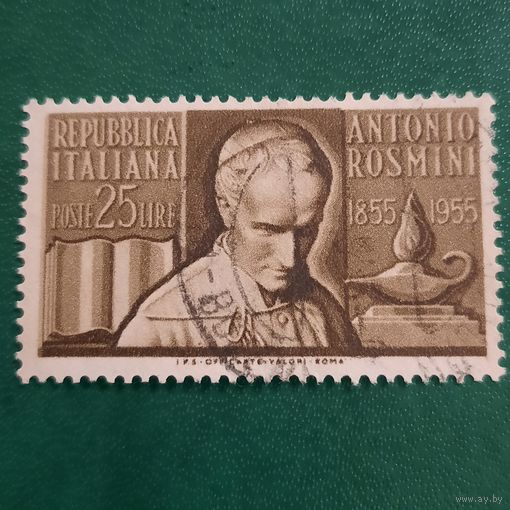 REPUBBLICA
ITALIANA
POSTE 25 LIRE
ANTONIO
ROSMINI
1855 1955
I.P.S. OFF. CARTE-VALORI-ROMA
www.ay.by